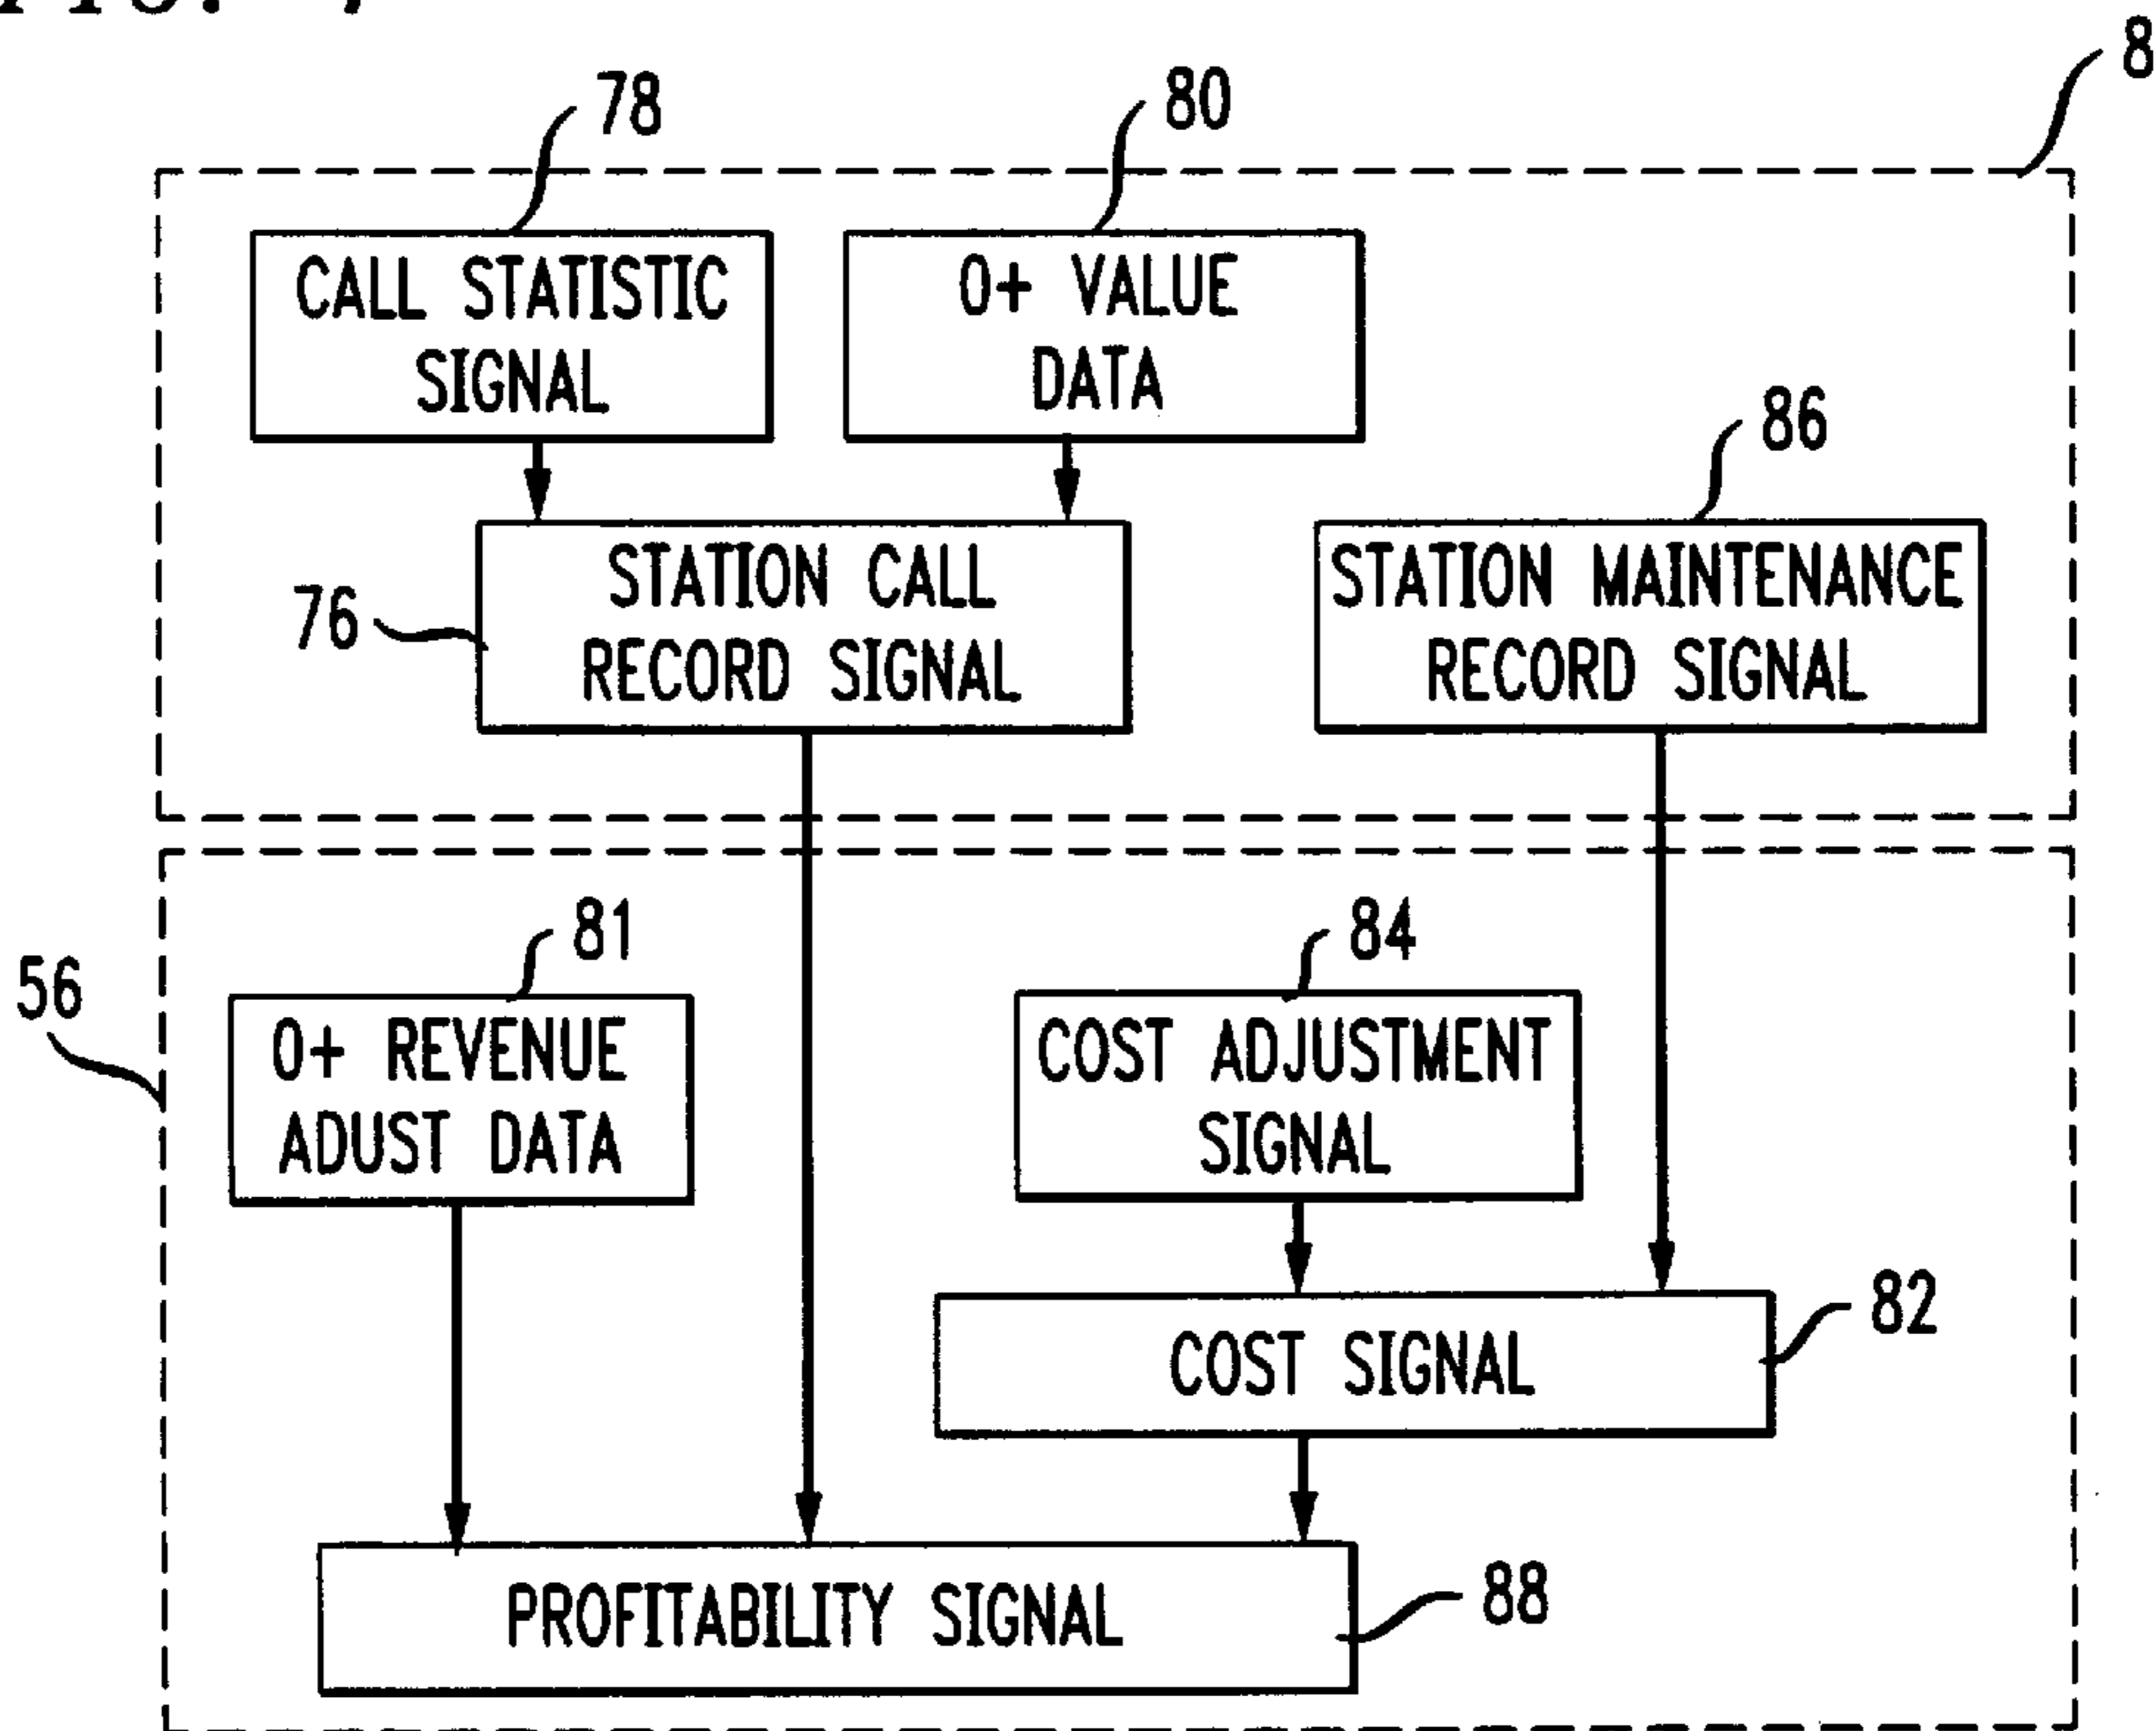 78
80
8
CALL STATISTIC
SIGNAL
0+ VALUE
DATA
86
76
STATION CALL
RECORD SIGNAL
STATION MAINTENANCE
RECORD SIGNAL
56
81
84
0+ REVENUE
ADUST DATA
COST ADJUSTMENT
SIGNAL
82
COST SIGNAL
PROFITABILITY SIGNAL
88